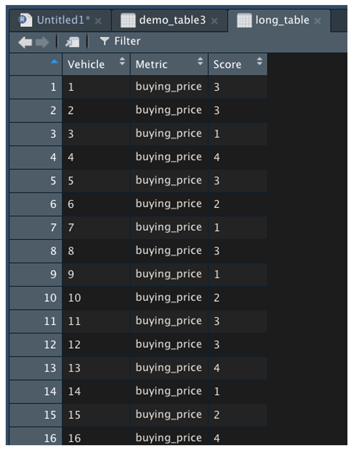 Untitled1* × demo_table3 × long_table ×
Filter
Vehicle Metric Score
1 1 buying_price 3
2 2 buying_price 3
3 3 buying_price 1
4 4 buying_price 4
5 5 buying_price 3
6 6 buying_price 2
7 7 buying_price 1
8 8 buying_price 3
9 9 buying_price 1
10 10 buying_price 2
11 11 buying_price 3
12 12 buying_price 3
13 13 buying_price 4
14 14 buying_price 1
15 15 buying_price 2
16 16 buying_price 4